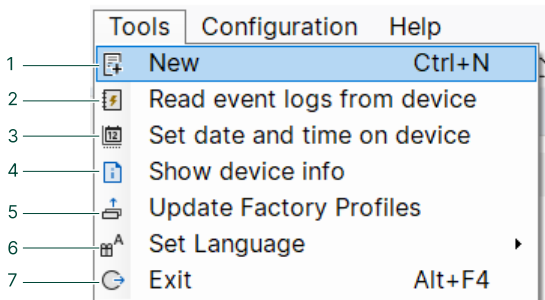 Tools Configuration Help
1 New Ctrl+N
2 Read event logs from device
3 Set date and time on device
4 Show device info
5 Update Factory Profiles
6 Set Language
7 Exit Alt+F4